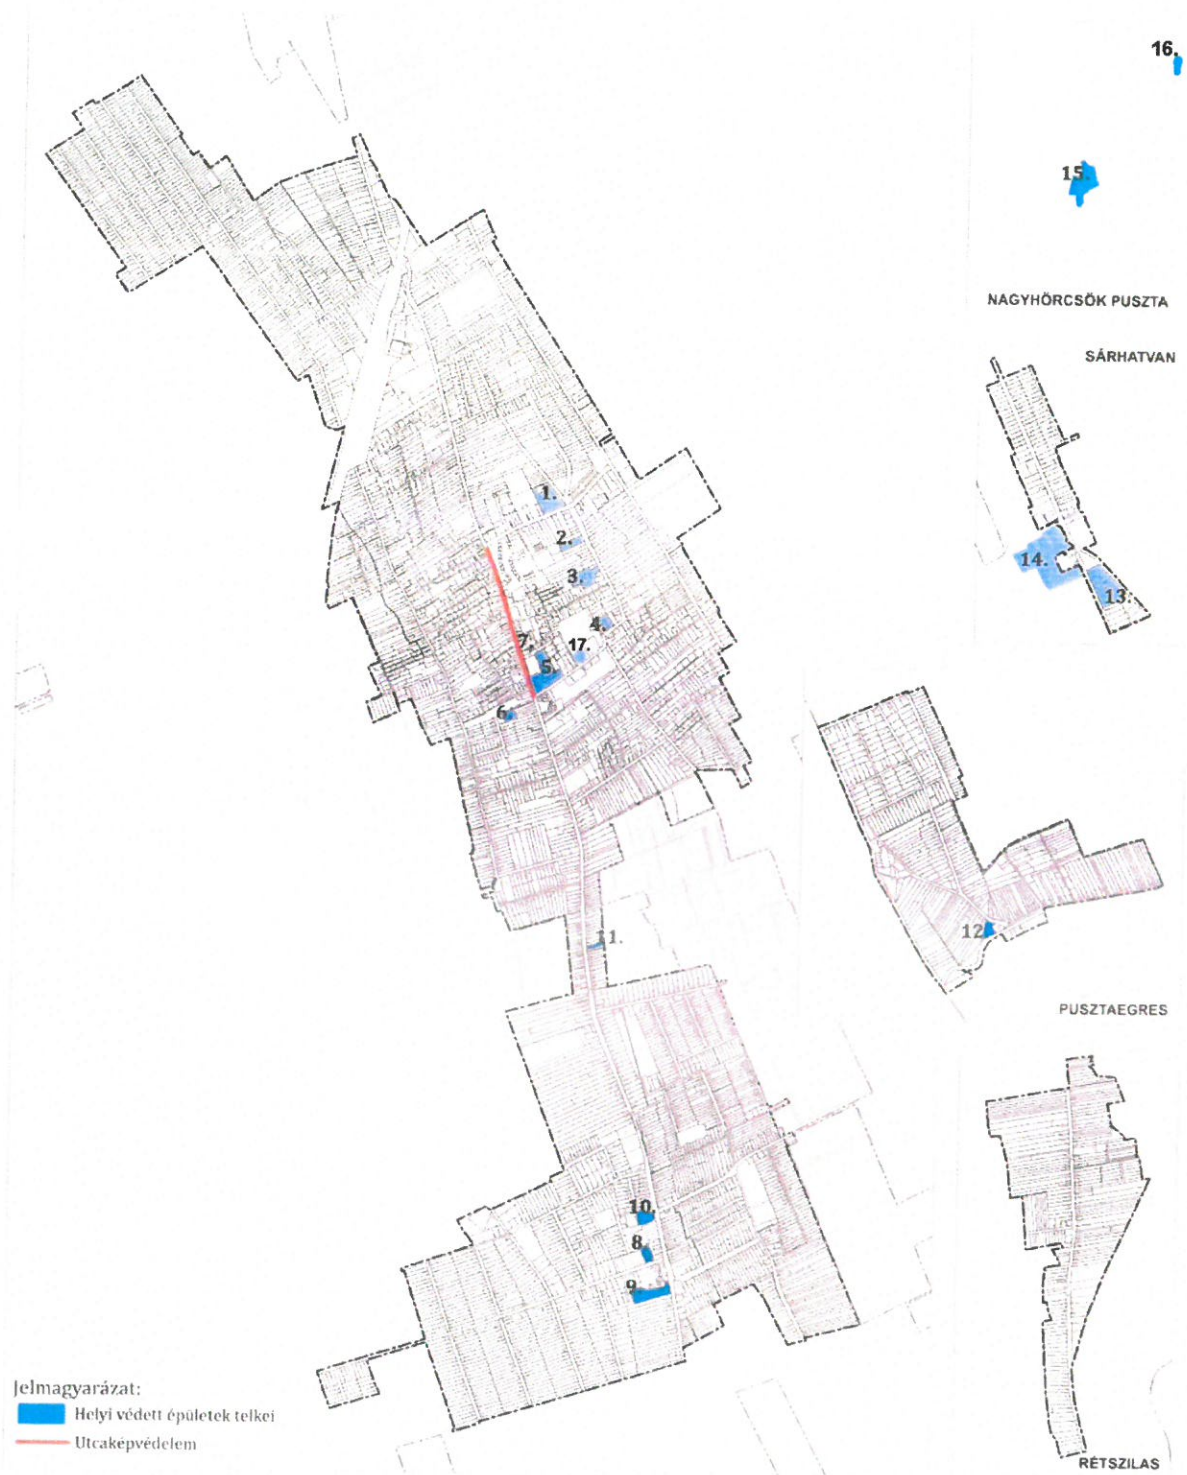 16.
15.
NAGYHÖRCSÖK PUSZTA
SÁRHATVAN
1.
2.
3.
14.
13.
4.
7.
17.
5.
6.
12.
11.
PUSZTAEGRES
10.
8.
9.
Jelmagyarázat:
Helyi védett épületek telkei
Utcaképvédelem
RÉTSZILAS